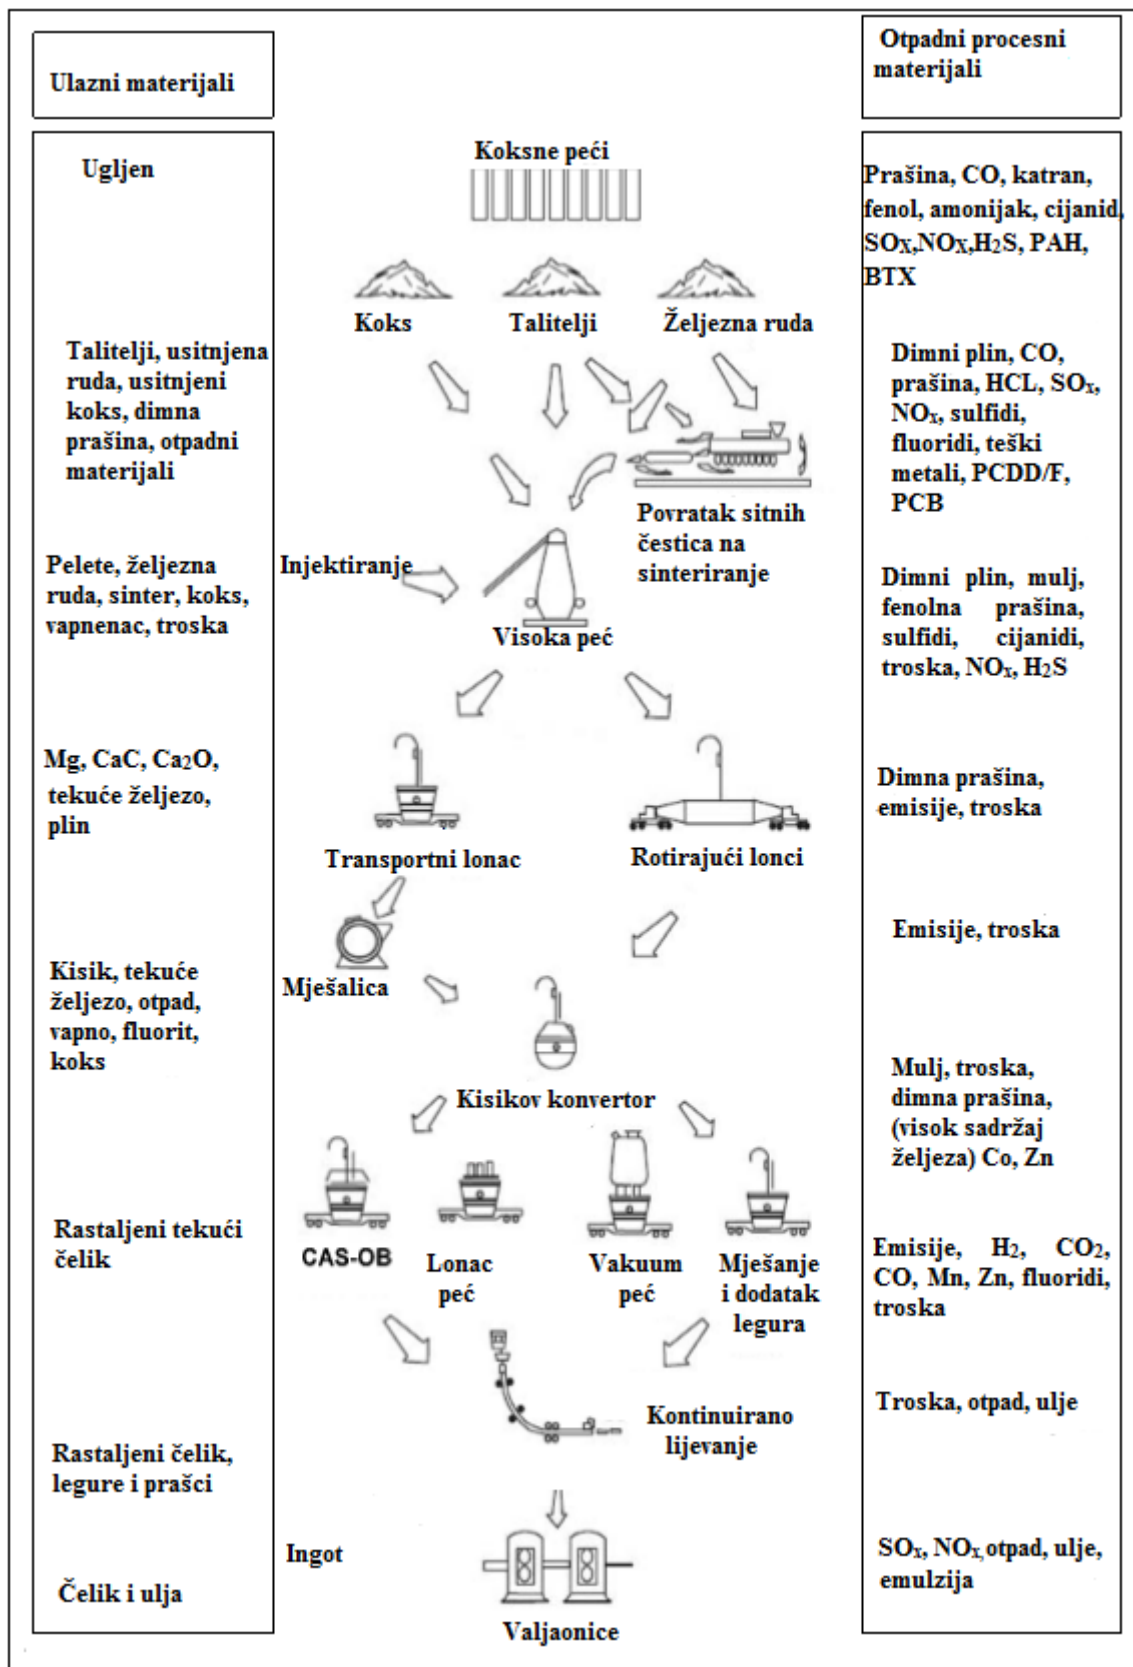 Ulazni materijali
Otpadni procesni
materijali
Ugljen
Koksne peći
Prašina, CO, katran,
fenol, amonijak, cijanid,
SOX,NOX,H2S, PAH,
BTX
Koks
Talitelji
Željezna ruda
Talitelji, usitnjena
ruda, usitnjeni
koks, dimna
prašina, otpadni
materijali
Dimni plin, CO,
prašina, HCL, SOx,
NOx, sulfidi,
fluoridi, teški
metali, PCDD/F,
PCB
Povratak sitnih
čestica na
sinteriranje
Pelete, željezna
ruda, sinter, koks,
vapnenac, troska
Injektiranje
Visoka peć
Dimni plin, mulj,
fenolna prašina,
sulfidi, cijanidi,
troska, NOx, H2S
Mg, CaC, Ca2O,
tekuće željezo,
plin
Transportni lonac
Rotirajući lonci
Dimna prašina,
emisije, troska
Emisije, troska
Kisik, tekuće
željezo, otpad,
vapno, fluorit,
koks
Mješalica
Kisikov konvertor
Mulj, troska,
dimna prašina,
(visok sadržaj
željeza) Co, Zn
Rastaljeni tekući
čelik
CAS-OB
Lonac
peć
Vakuum
peć
Mješanje
i dodatak
legura
Emisije, H2, CO2,
CO, Mn, Zn, fluoridi,
troska
Kontinuirano
lijevanje
Troska, otpad, ulje
Rastaljeni čelik,
legure i prašci
Ingot
Valjaonice
SOx, NOx, otpad, ulje,
emulzija
Čelik i ulja